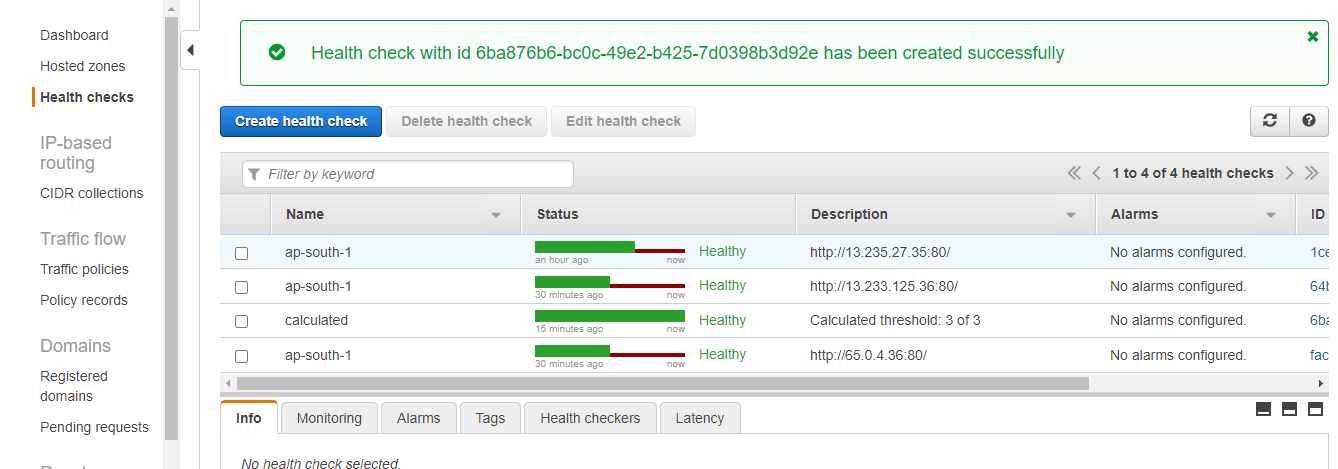 Dashboard
Hosted zones
Health checks
IP-based
routing
CIDR collections
Traffic flow
Traffic policies
Policy records
Domains
Registered
domains
Pending requests
Health check with id 6ba876b6-bc0c-49e2-b425-7d0398b3d92e has been created successfully
Create health check Delete health check Edit health check
Filter by keyword 1 to 4 of 4 health checks
Name Status Description Alarms ID
ap-south-1 Healthy http://13.235.27.35:80/ No alarms configured. 1ce
an hour ago now
ap-south-1 Healthy http://13.233.125.36:80/ No alarms configured. 64b
30 minutes ago now
calculated Healthy Calculated threshold: 3 of 3 No alarms configured. 6ba
15 minutes ago now
ap-south-1 Healthy http://65.0.4.36:80/ No alarms configured. fac
30 minutes ago now
Info Monitoring Alarms Tags Health checkers Latency
No health check selected.